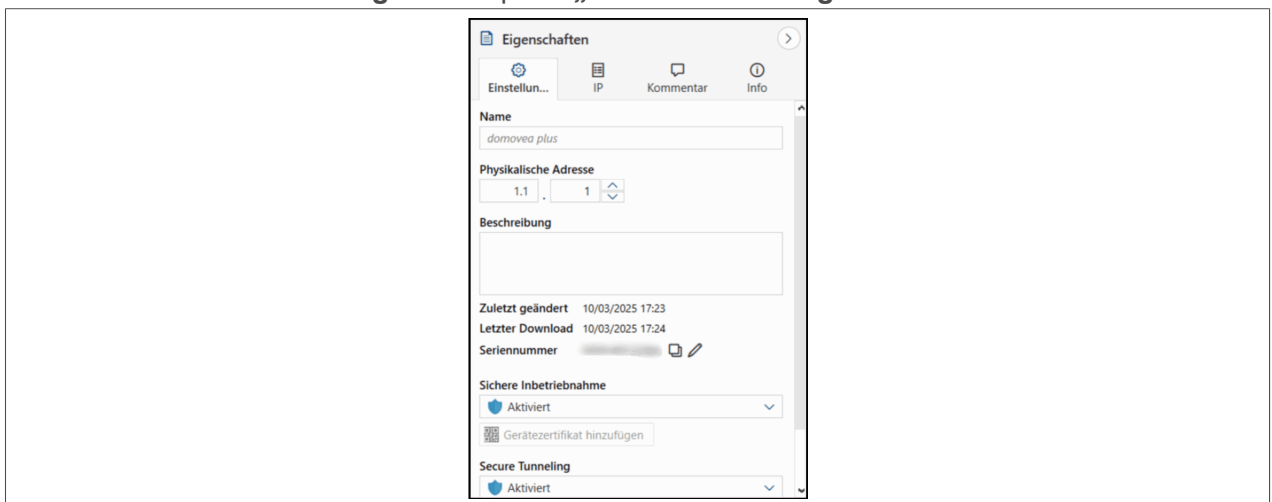 Eigenschaften
Einstellun... IP Kommentar Info
Name
domovea plus
Physikalische Adresse
1.1 . 1
Beschreibung
Zuletzt geändert 10/03/2025 17:23
Letzter Download 10/03/2025 17:24
Seriennummer
Sichere Inbetriebnahme
Aktiviert
Gerätezertifikat hinzufügen
Secure Tunneling
Aktiviert